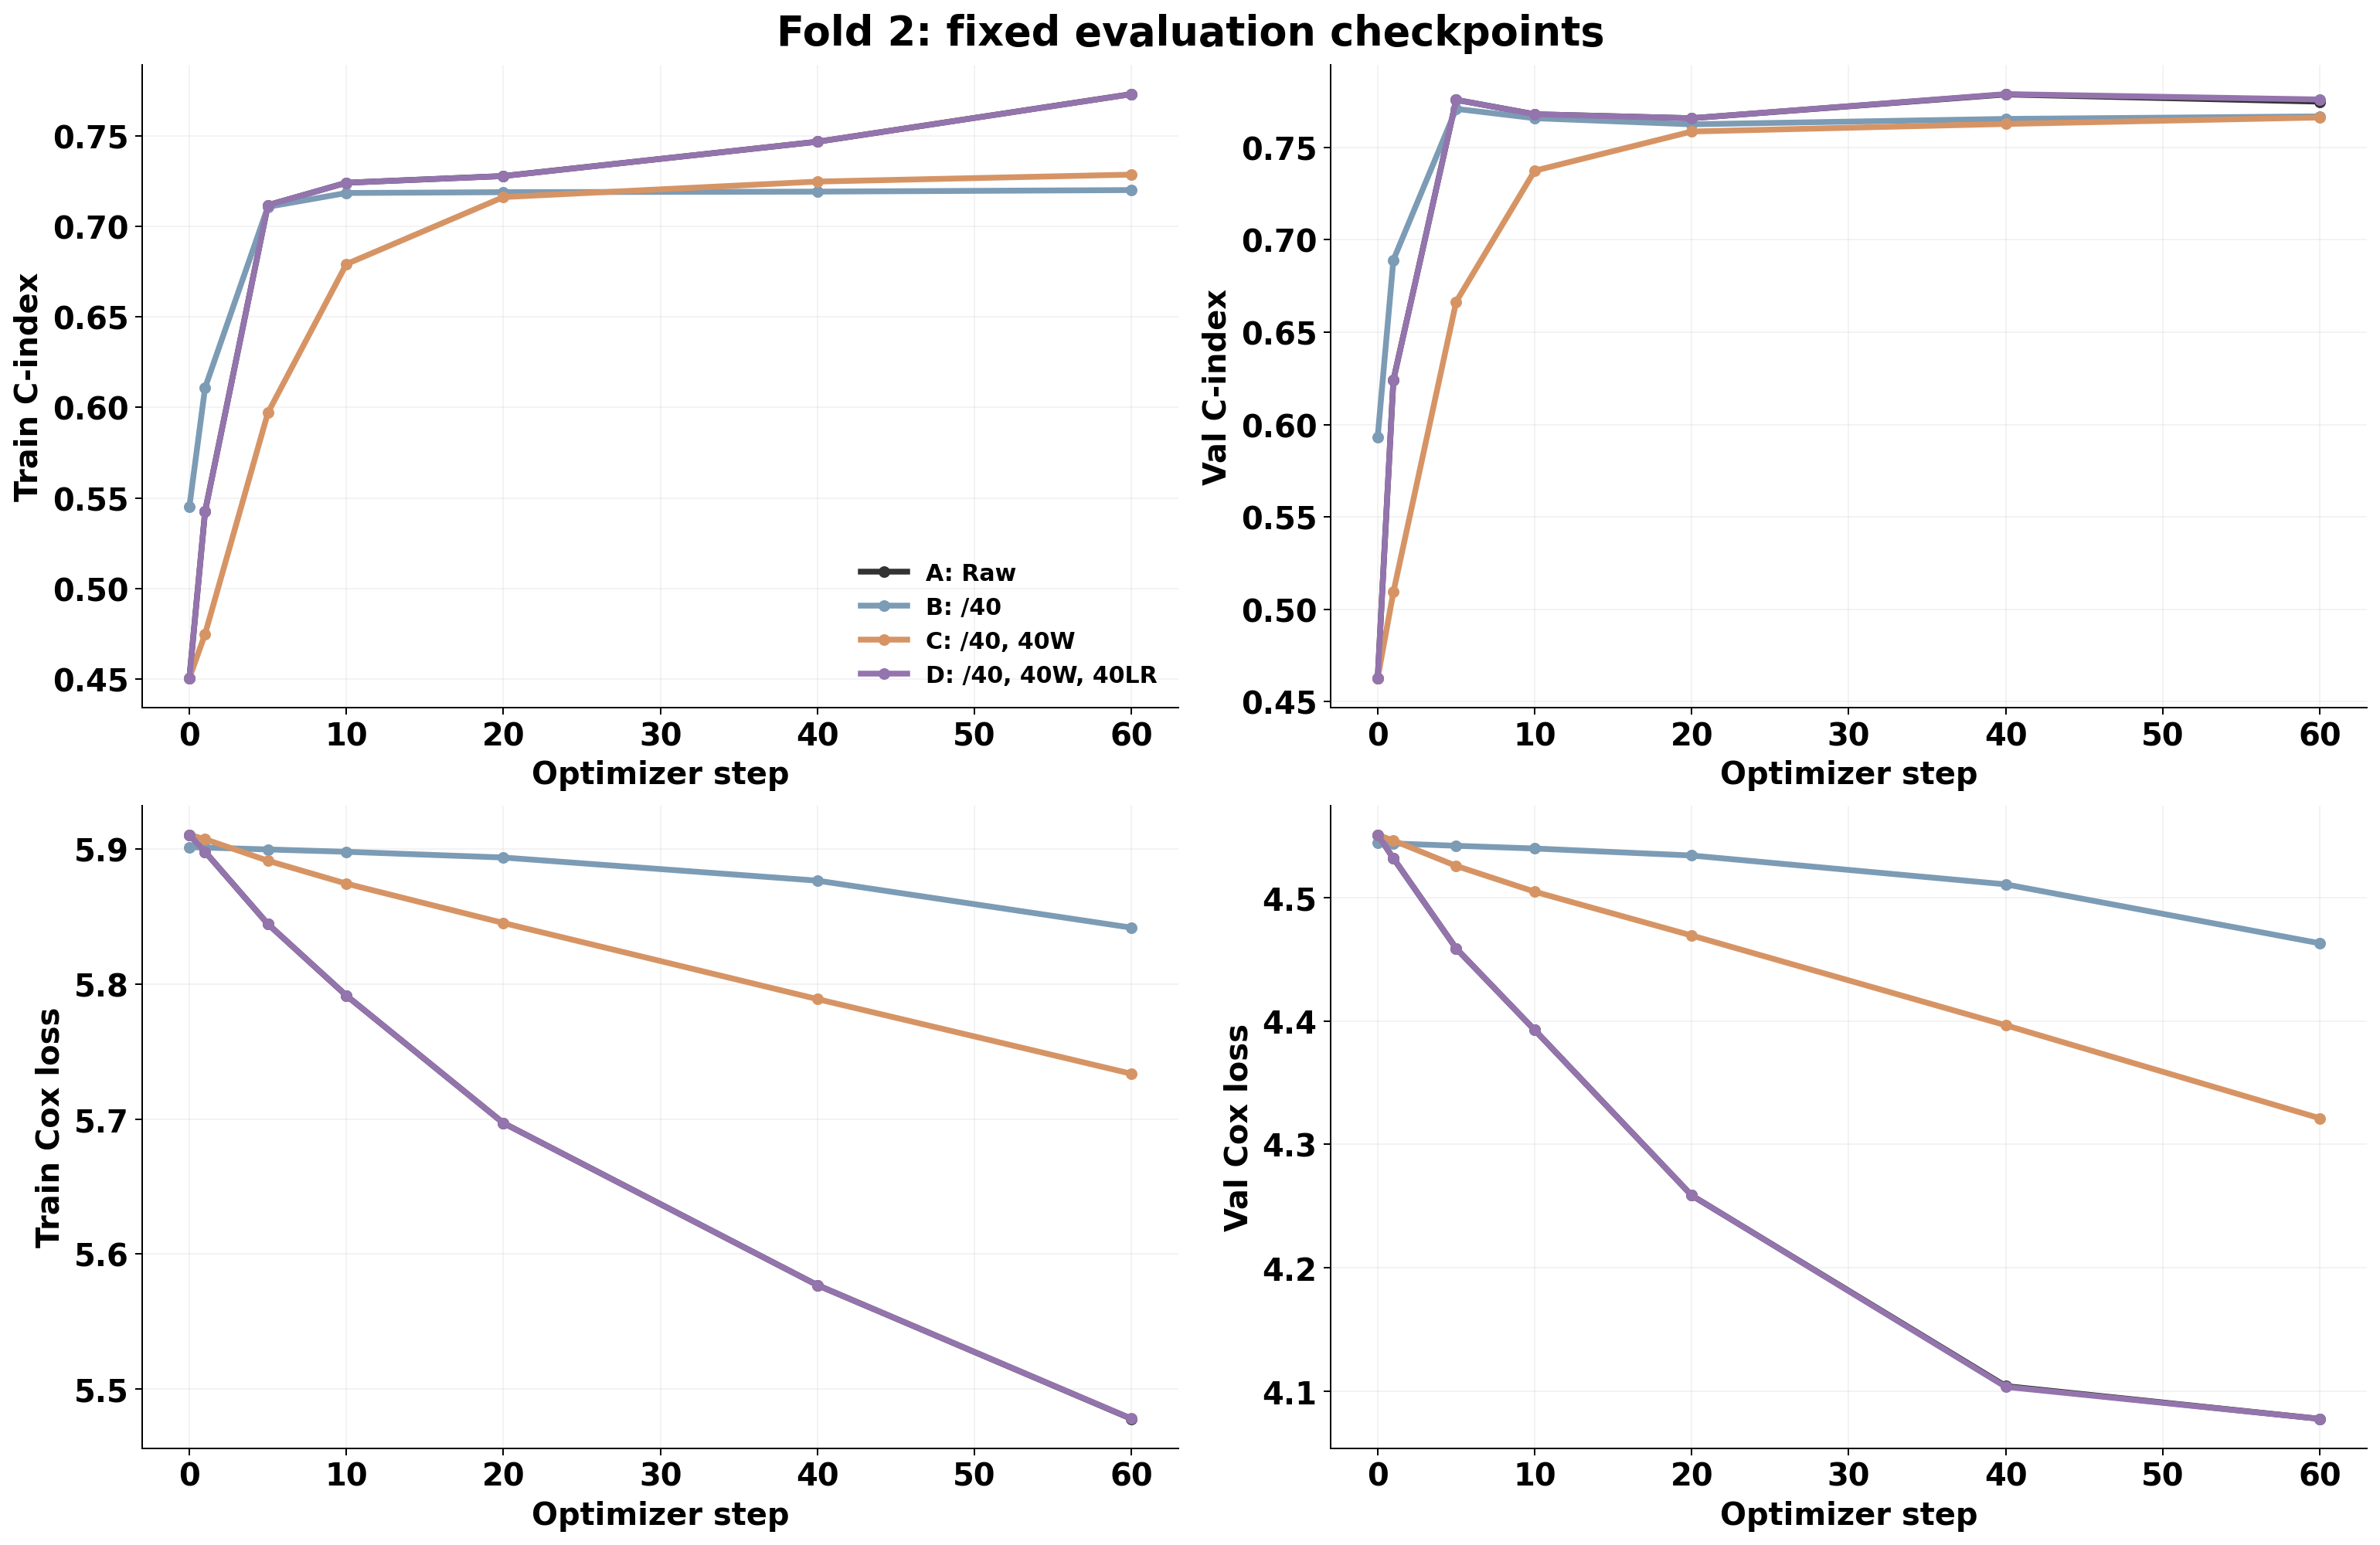 Fold 2: fixed evaluation checkpoints
Train C-index
0.75
0.70
0.65
0.60
0.55
0.50
0.45
A: Raw
B: /40
C: /40, 40W
D: /40, 40W, 40LR
0 10 20 30 40 50 60
Optimizer step
Val C-index
0.75
0.70
0.65
0.60
0.55
0.50
0.45
0 10 20 30 40 50 60
Optimizer step
Train Cox loss
5.9
5.8
5.7
5.6
5.5
0 10 20 30 40 50 60
Optimizer step
Val Cox loss
4.5
4.4
4.3
4.2
4.1
0 10 20 30 40 50 60
Optimizer step